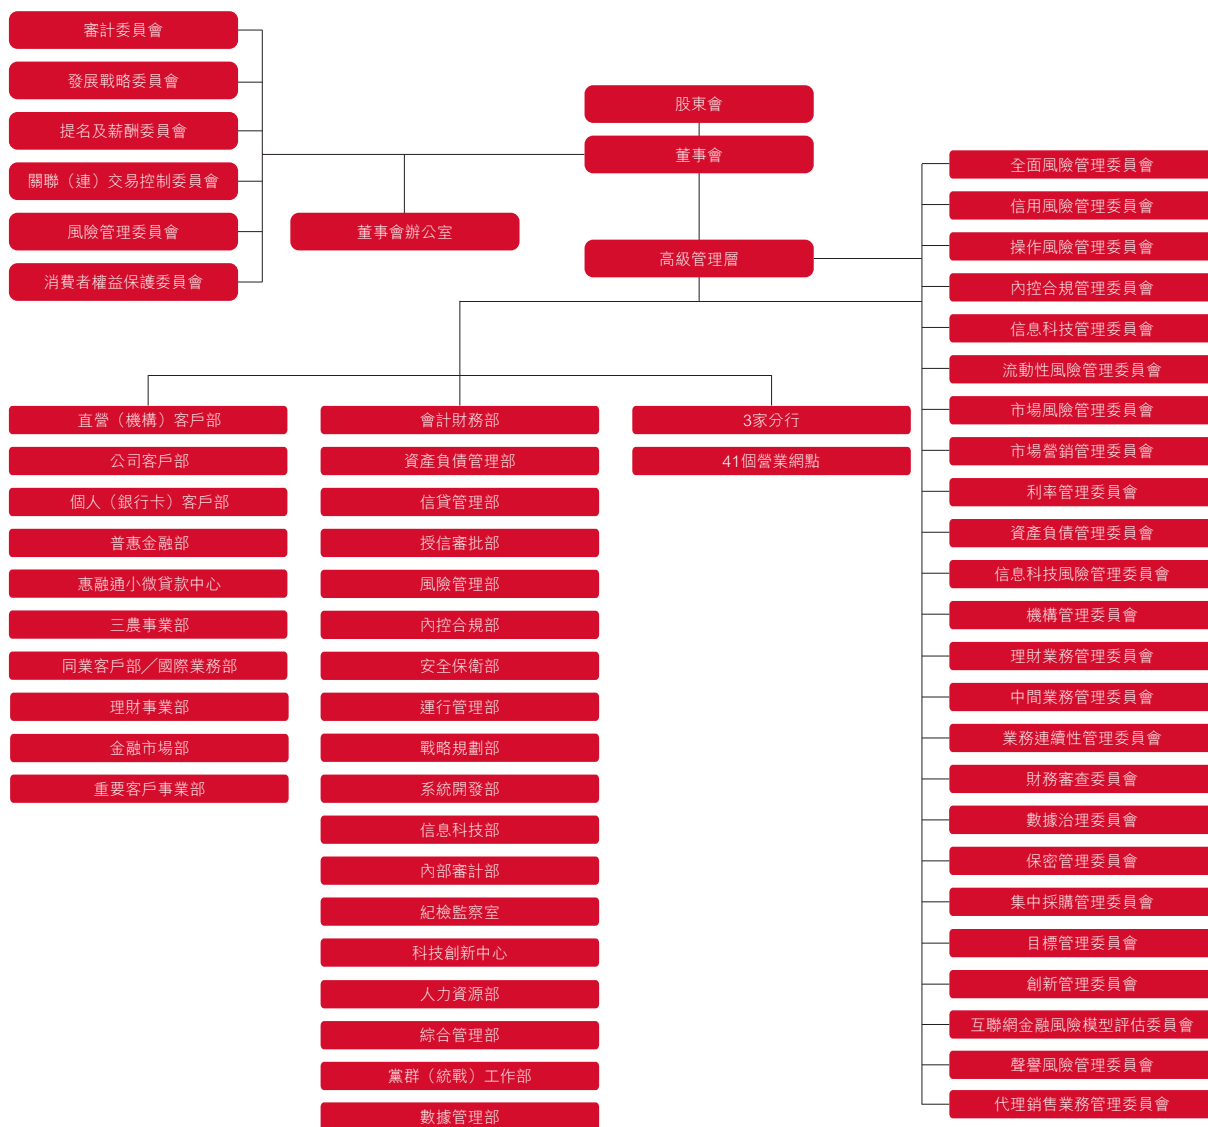 審計委員會
發展戰略委員會
提名及薪酬委員會
關聯（連）交易控制委員會
風險管理委員會
消費者權益保護委員會
股東會
董事會
董事會辦公室
高級管理層
直營（機構）客戶部
公司客戶部
個人（銀行卡）客戶部
普惠金融部
惠融通小微貸款中心
三農事業部
同業客戶部╱國際業務部
理財事業部
金融市場部
重要客戶事業部
會計財務部
資產負債管理部
信貸管理部
授信審批部
風險管理部
內控合規部
安全保衛部
運行管理部
戰略規劃部
系統開發部
信息科技部
內部審計部
紀檢監察室
科技創新中心
人力資源部
綜合管理部
黨群（統戰）工作部
數據管理部
3家分行
41個營業網點
全面風險管理委員會
信用風險管理委員會
操作風險管理委員會
內控合規管理委員會
信息科技管理委員會
流動性風險管理委員會
市場風險管理委員會
市場營銷管理委員會
利率管理委員會
資產負債管理委員會
信息科技風險管理委員會
機構管理委員會
理財業務管理委員會
中間業務管理委員會
業務連續性管理委員會
財務審查委員會
數據治理委員會
保密管理委員會
集中採購管理委員會
目標管理委員會
創新管理委員會
互聯網金融風險模型評估委員會
聲譽風險管理委員會
代理銷售業務管理委員會